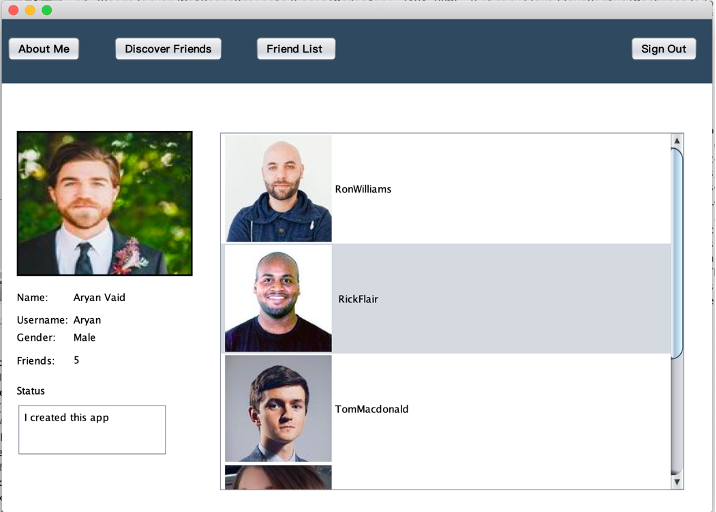 About Me
Discover Friends
Friend List
Sign Out
RonWilliams
RickFlair
TomMacdonald
Name: Aryan Vaid
Username: Aryan
Gender: Male
Friends: 5
Status
I created this app